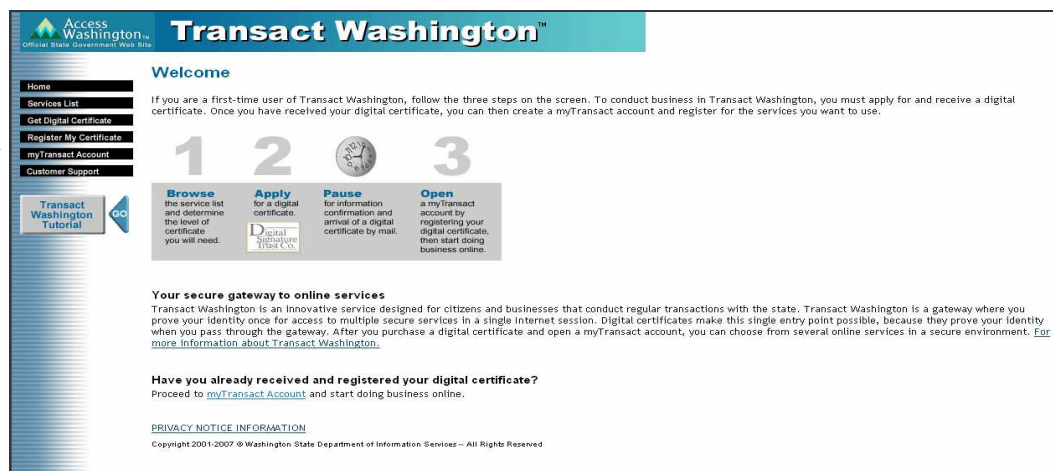 Access
Washington™
Official State Government Web Site
Transact Washington™
Home
Services List
Get Digital Certificate
Register My Certificate
myTransact Account
Customer Support
Transact
Washington
Tutorial
GO
Welcome
If you are a first-time user of Transact Washington, follow the three steps on the screen. To conduct business in Transact Washington, you must apply for and receive a digital
certificate. Once you have received your digital certificate, you can then create a myTransact account and register for the services you want to use.
1
2
3
Browse
the service list
and determine
the level of
certificate
you will need.
Apply
for a digital
certificate.
Digital
Signature
Trust Co.
Pause
for information
confirmation and
arrival of a digital
certificate by mail.
Open
a myTransact
account by
registering your
digital certificate,
then start doing
business online.
Your secure gateway to online services
Transact Washington is an innovative service designed for citizens and businesses that conduct regular transactions with the state. Transact Washington is a gateway where you
prove your identity once for access to multiple secure services in a single Internet session. Digital certificates make this single entry point possible, because they prove your identity
when you pass through the gateway. After you purchase a digital certificate and open a myTransact account, you can choose from several online services in a secure environment. For
more information about Transact Washington.
Have you already received and registered your digital certificate?
Proceed to myTransact Account and start doing business online.
PRIVACY NOTICE INFORMATION
Copyright 2001-2007 © Washington State Department of Information Services -- All Rights Reserved